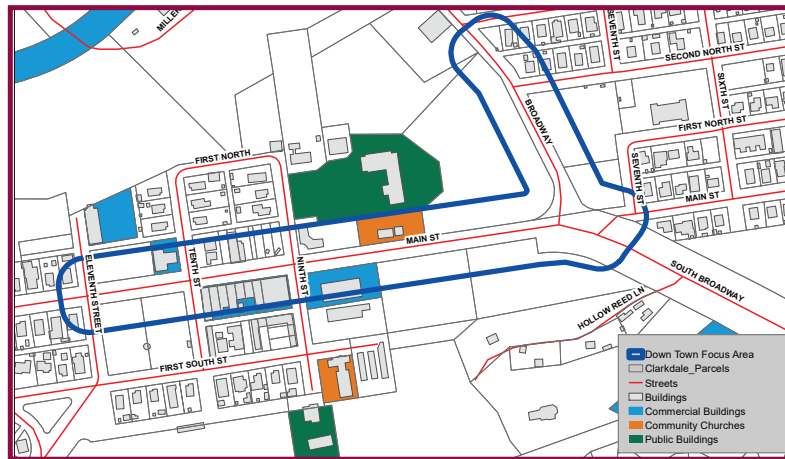 MILLER
SEVENTH ST
SECOND NORTH ST
SIXTH ST
BROADWAY
FIRST NORTH ST
FIRST NORTH
SEVENTH ST
MAIN ST
MAIN ST
ELEVENTH STREET
TENTH ST
NINTH ST
SOUTH BROADWAY
HOLLOW REED LN
FIRST SOUTH ST
Down Town Focus Area
Clarkdale_Parcels
Streets
Buildings
Commercial Buildings
Community Churches
Public Buildings